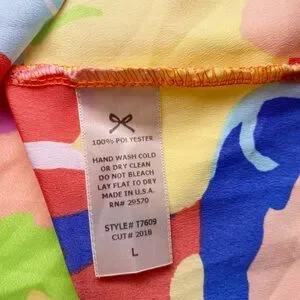 100% POLYESTER
HAND WASH COLD
OR DRY CLEAN
DO NOT BLEACH
LAY FLAT TO DRY
MADE IN U.S.A.
RN# 29570
STYLE# T7609
CUT# 2018
L